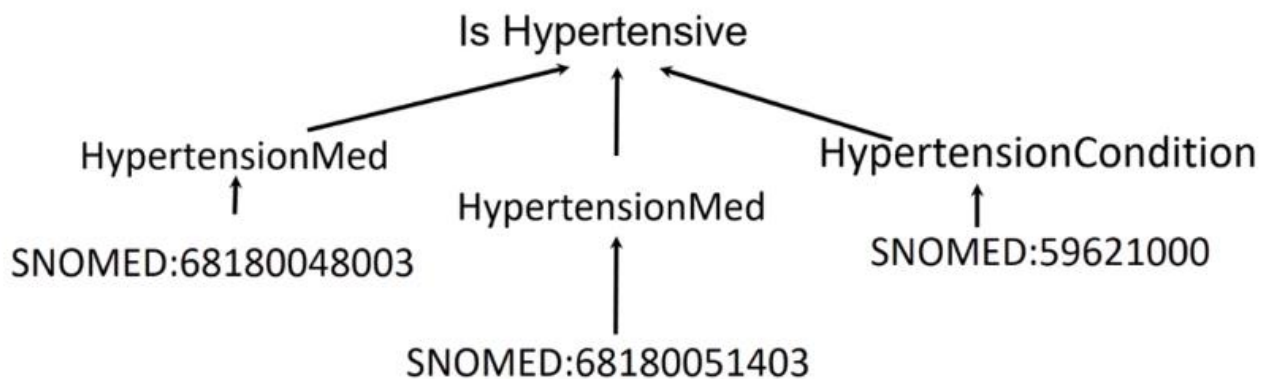 Is Hypertensive
HypertensionMed
HypertensionMed
HypertensionCondition
SNOMED:68180048003
SNOMED:59621000
SNOMED:68180051403